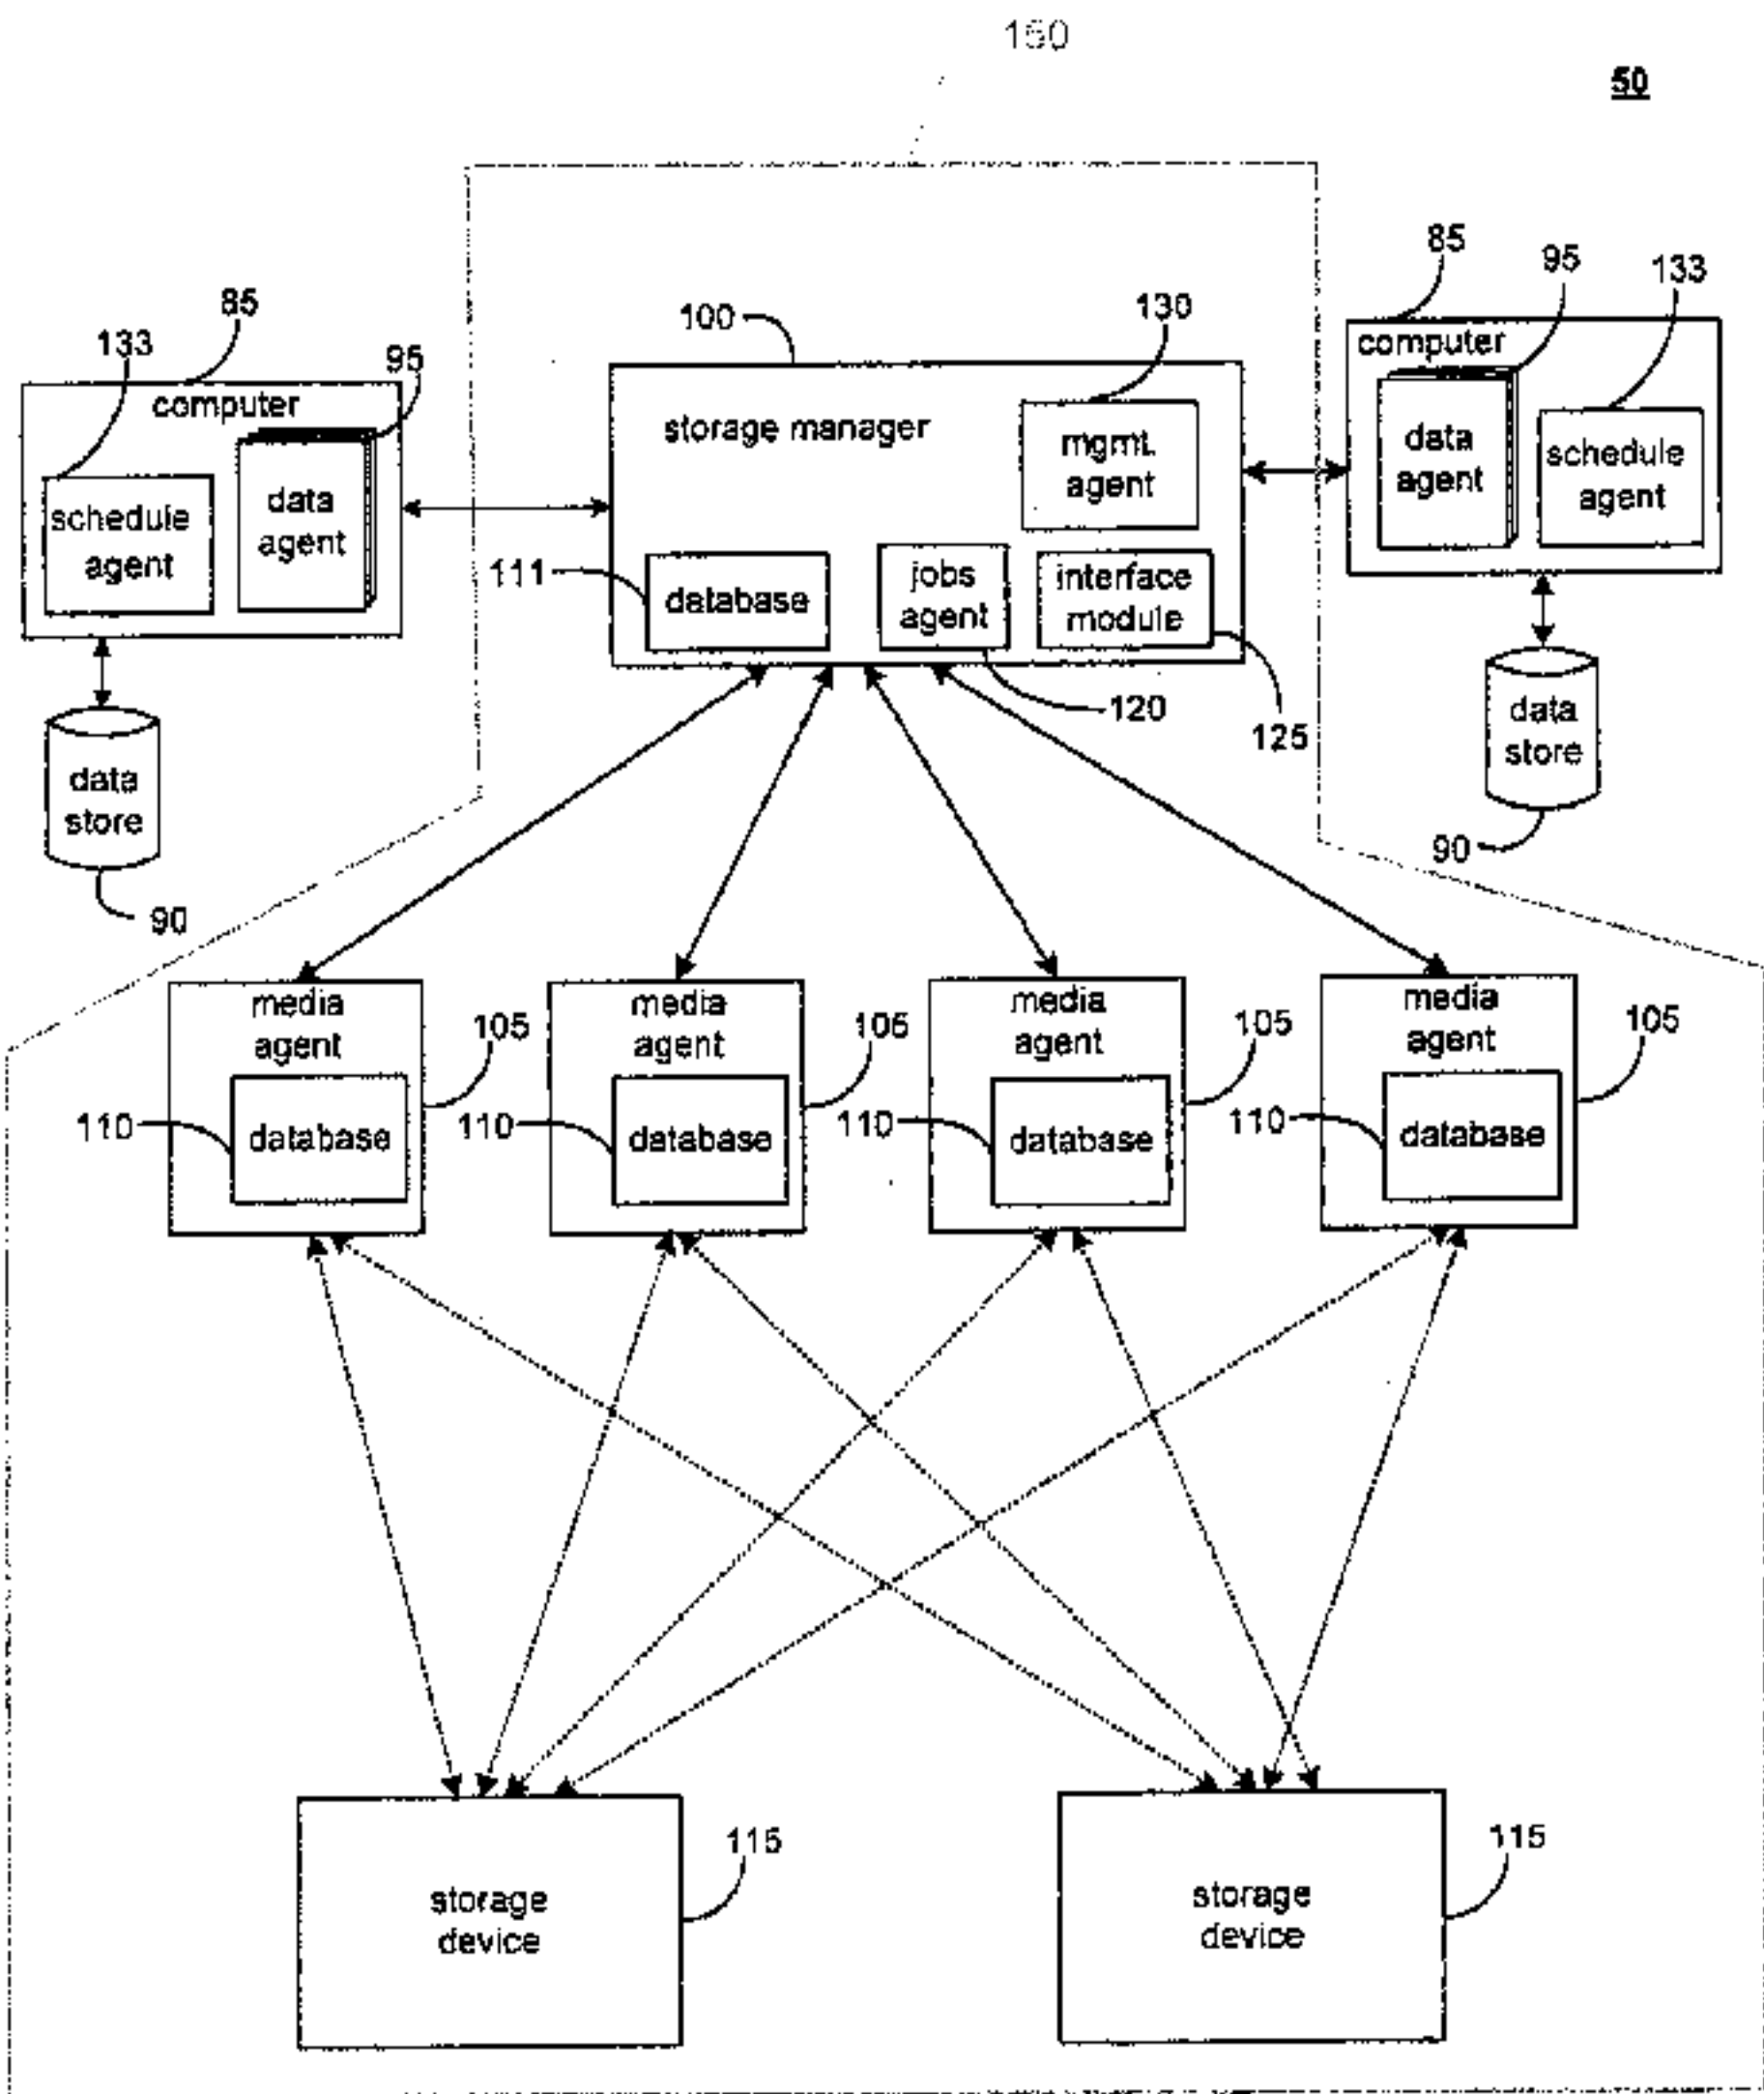 150
50
85
95
133
85
100
130
133
95
computer
computer
storage manager
mgmt.
agent
data
agent
schedule
agent
data
agent
schedule
agent
111
database
jobs
agent
interface
module
120
125
data
store
data
store
90
90
media
agent
media
agent
media
agent
media
agent
105
105
105
105
110
database
110
database
110
database
110
database
115
115
storage
device
storage
device